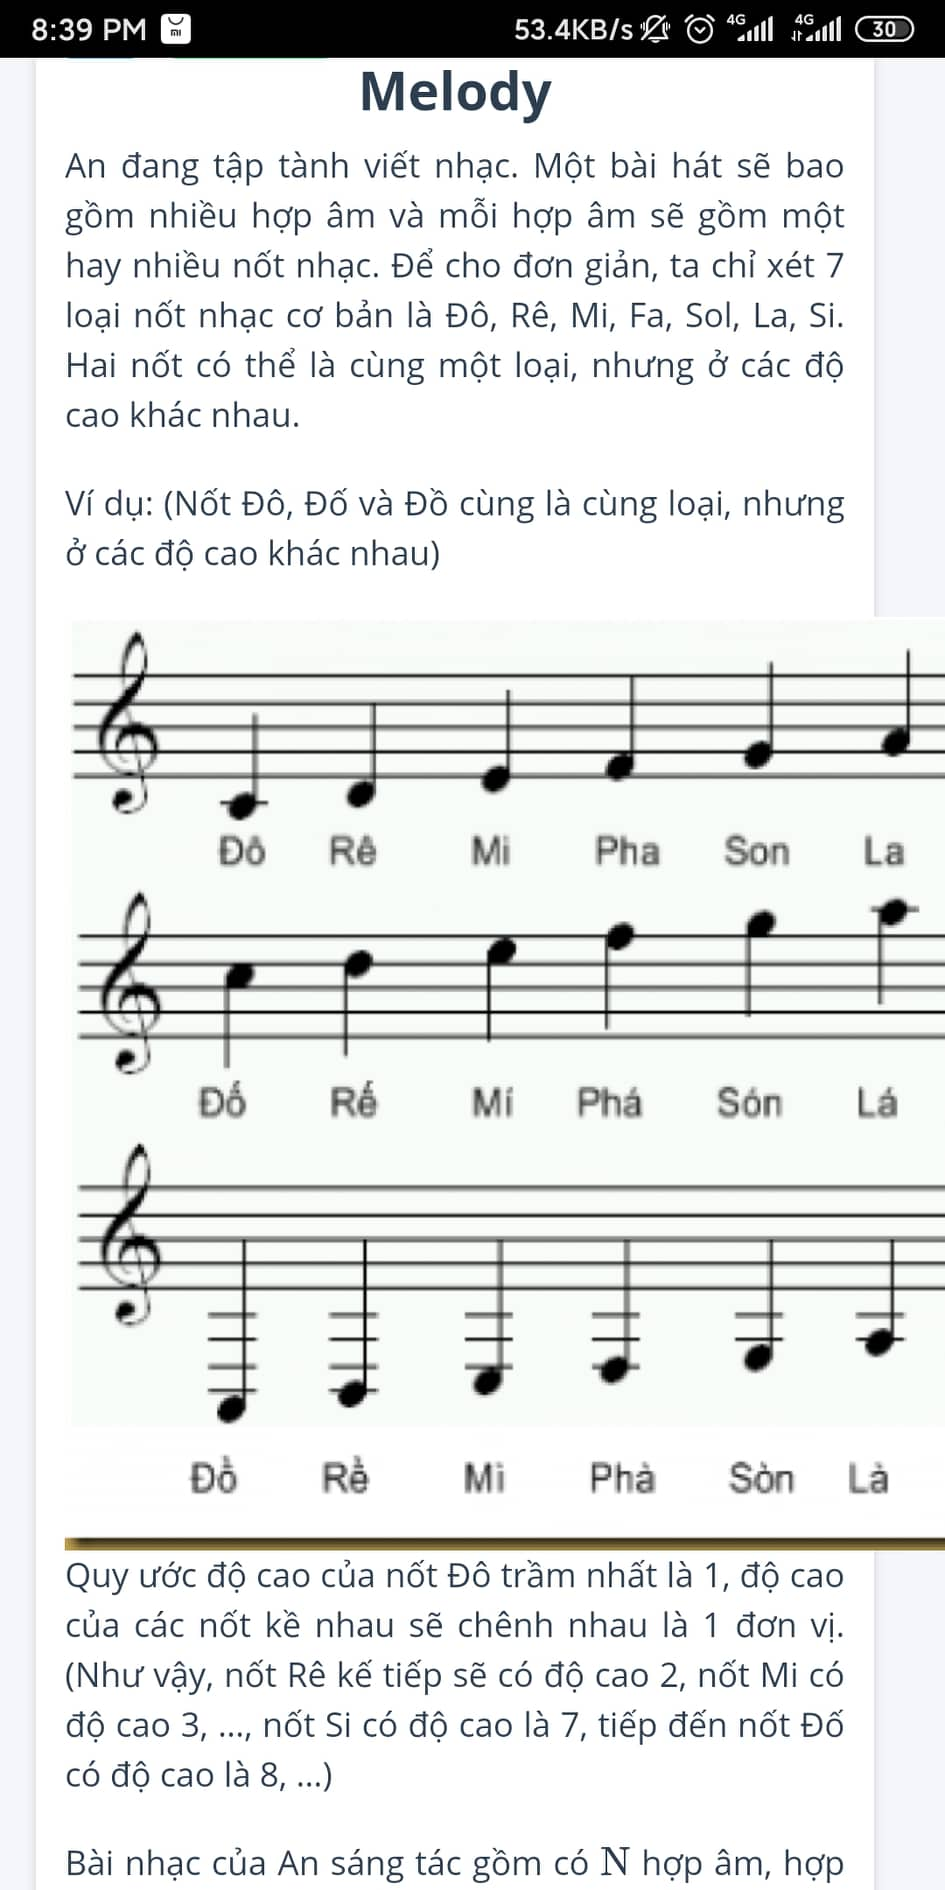 8:39 PM
53.4KB/s 4G 4G 30
Melody
An đang tập tành viết nhạc. Một bài hát sẽ bao
gồm nhiều hợp âm và mỗi hợp âm sẽ gồm một
hay nhiều nốt nhạc. Để cho đơn giản, ta chỉ xét 7
loại nốt nhạc cơ bản là Đô, Rê, Mi, Fa, Sol, La, Si.
Hai nốt có thể là cùng một loại, nhưng ở các độ
cao khác nhau.
Ví dụ: (Nốt Đô, Đố và Đồ cùng là cùng loại, nhưng
ở các độ cao khác nhau)
Đô Rê Mi Pha Son La
Đố Rế Mí Phá Són Lá
Đồ Rề Mì Phà Sòn Là
Quy ước độ cao của nốt Đô trầm nhất là 1, độ cao
của các nốt kề nhau sẽ chênh nhau là 1 đơn vị.
(Như vậy, nốt Rê kế tiếp sẽ có độ cao 2, nốt Mi có
độ cao 3, ..., nốt Si có độ cao là 7, tiếp đến nốt Đố
có độ cao là 8, ...)
Bài nhạc của An sáng tác gồm có N hợp âm, hợp